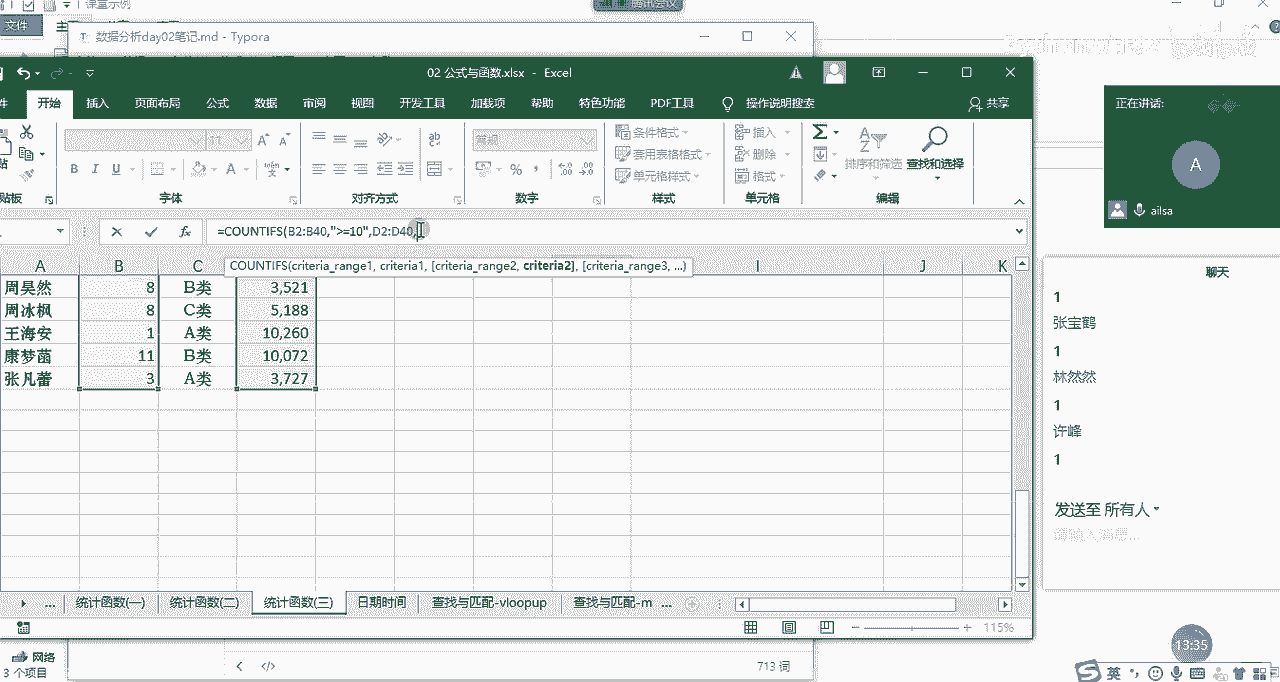 课堂示例
腾讯会议
文件
数据分析day02笔记.md - Typora
02 公式与函数.xlsx - Excel
件 开始 插入 页面布局 公式 数据 审阅 视图 开发工具 加载项 帮助 特色功能 PDF工具 操作说明搜索 共享
正在讲话:
A
ailsa
常规
条件格式
套用表格格式
单元格样式
插入
删除
格式
排序和筛选 查找和选择
贴板 字体 对齐方式 数字 样式 单元格 编辑
=COUNTIFS(B2:B40,">=10",D2:D40,
COUNTIFS(criteria_range1, criteria1, [criteria_range2, criteria2], [criteria_range3, ...)
A B C I J K
周昊然 8 B类 3,521
周冰枫 8 C类 5,188
王海安 1 A类 10,260
康梦茵 11 B类 10,072
张凡蕾 3 A类 3,727
聊天
1
张宝鹤
1
林然然
1
许峰
1
发送至 所有人
请输入消息...
... 统计函数(一) 统计函数(二) 统计函数(三) 日期时间 查找与匹配-vloopup 查找与匹配-m ...
115%
13:35
网络
3 个项目
713 词
英